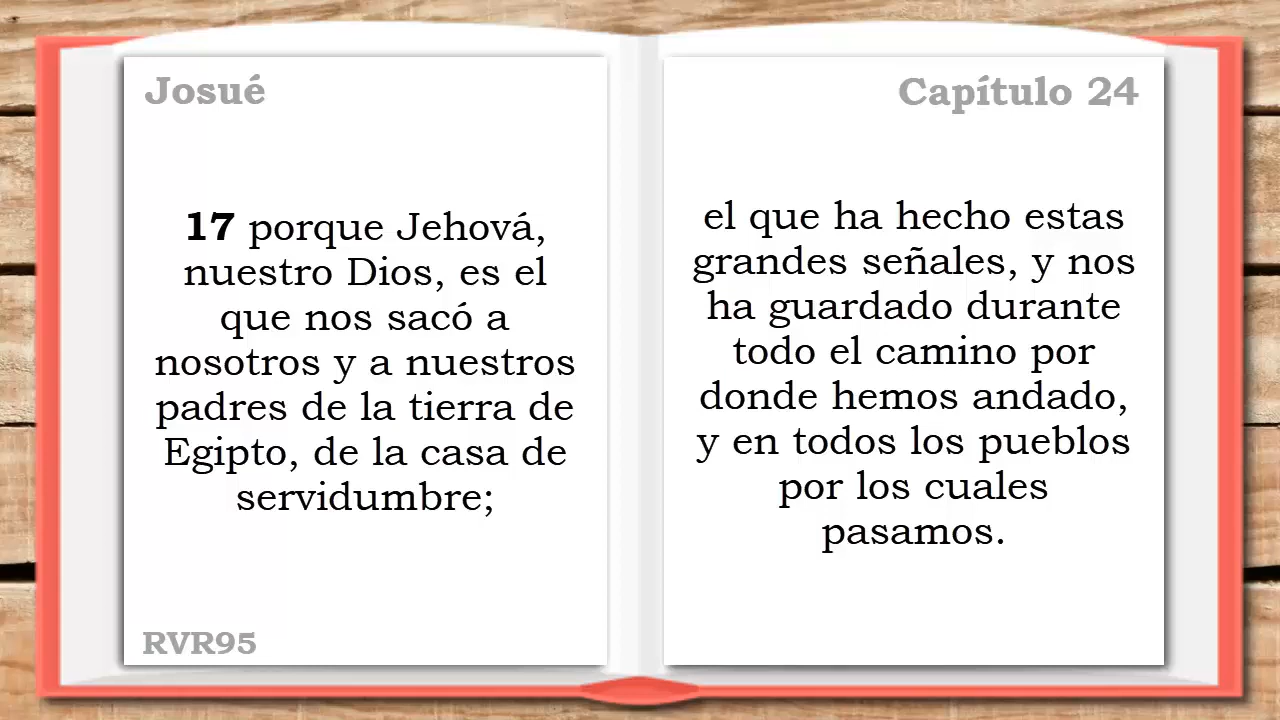 Josué
17 porque Jehová,
nuestro Dios, es el
que nos sacó a
nosotros y a nuestros
padres de la tierra de
Egipto, de la casa de
servidumbre;
RVR95
Capítulo 24
el que ha hecho estas
grandes señales, y nos
ha guardado durante
todo el camino por
donde hemos andado,
y en todos los pueblos
por los cuales
pasamos.